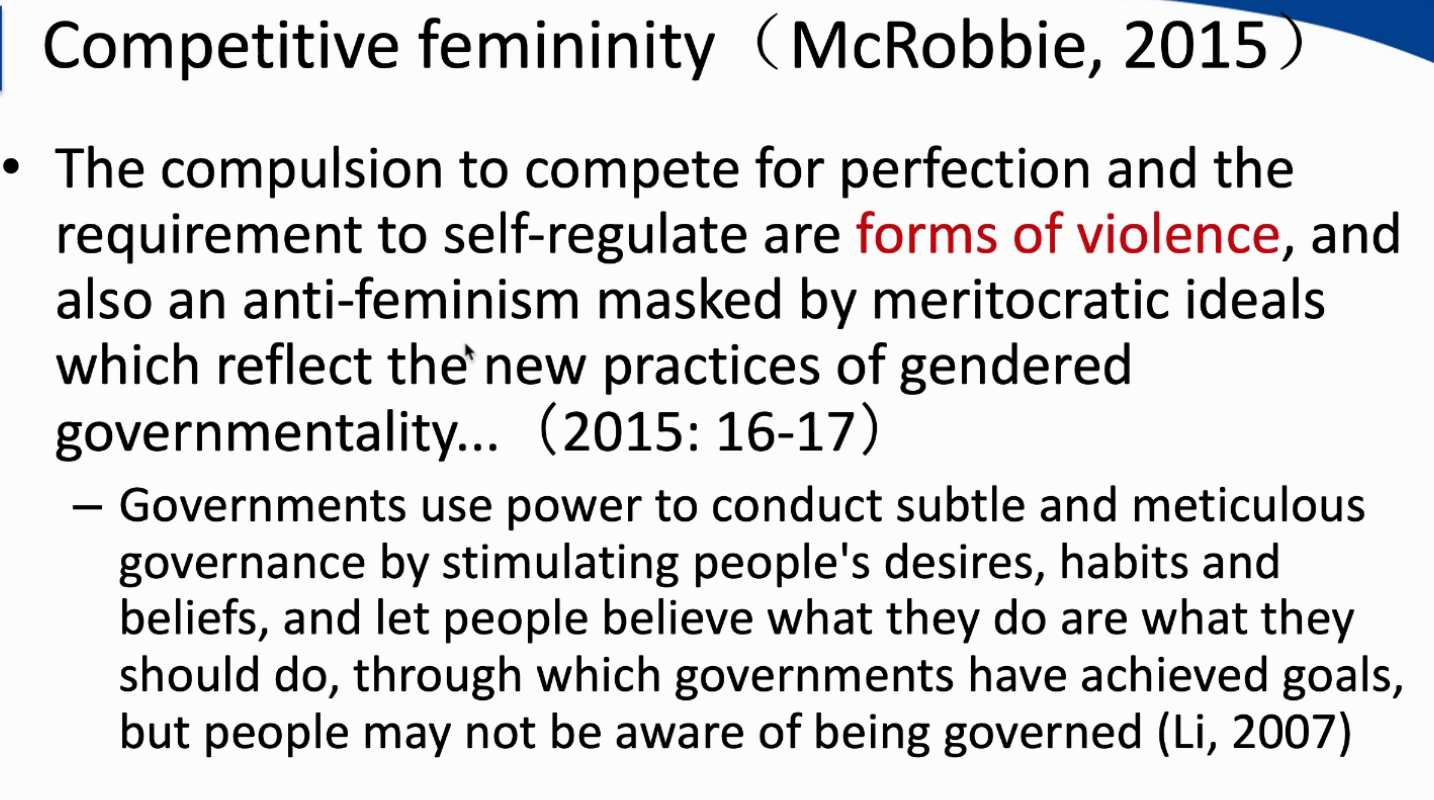 Competitive femininity（McRobbie, 2015）
• The compulsion to compete for perfection and the
requirement to self-regulate are forms of violence, and
also an anti-feminism masked by meritocratic ideals
which reflect the new practices of gendered
governmentality...（2015: 16-17）
– Governments use power to conduct subtle and meticulous
governance by stimulating people's desires, habits and
beliefs, and let people believe what they do are what they
should do, through which governments have achieved goals,
but people may not be aware of being governed (Li, 2007)